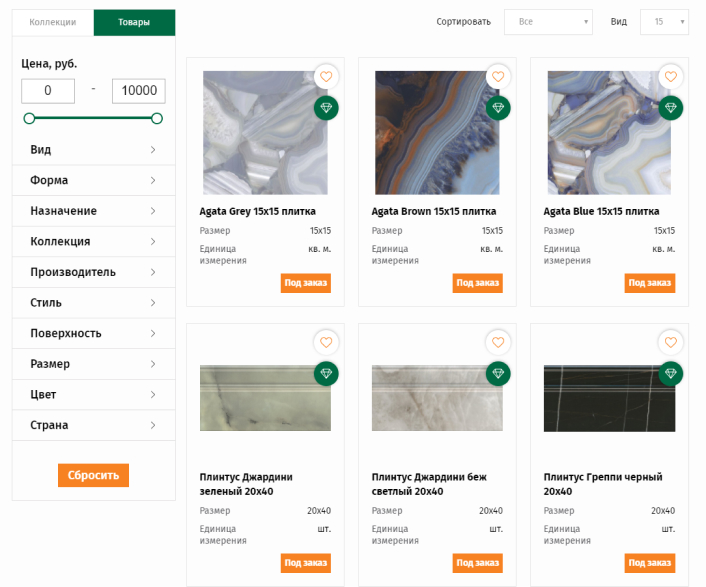 Коллекции
Товары
Сортировать
Все
Вид
15
Цена, руб.
0
-
10000
Вид
Форма
Назначение
Коллекция
Производитель
Стиль
Поверхность
Размер
Цвет
Страна
Сбросить
Agata Grey 15x15 плитка
Размер 15x15
Единица
измерения кв. м.
Под заказ
Agata Brown 15x15 плитка
Размер 15x15
Единица
измерения кв. м.
Под заказ
Agata Blue 15x15 плитка
Размер 15x15
Единица
измерения кв. м.
Под заказ
Плинтус Джардини
зеленый 20x40
Размер 20x40
Единица
измерения шт.
Под заказ
Плинтус Джардини беж
светлый 20x40
Размер 20x40
Единица
измерения шт.
Под заказ
Плинтус Греппи черный
20x40
Размер 20x40
Единица
измерения шт.
Под заказ